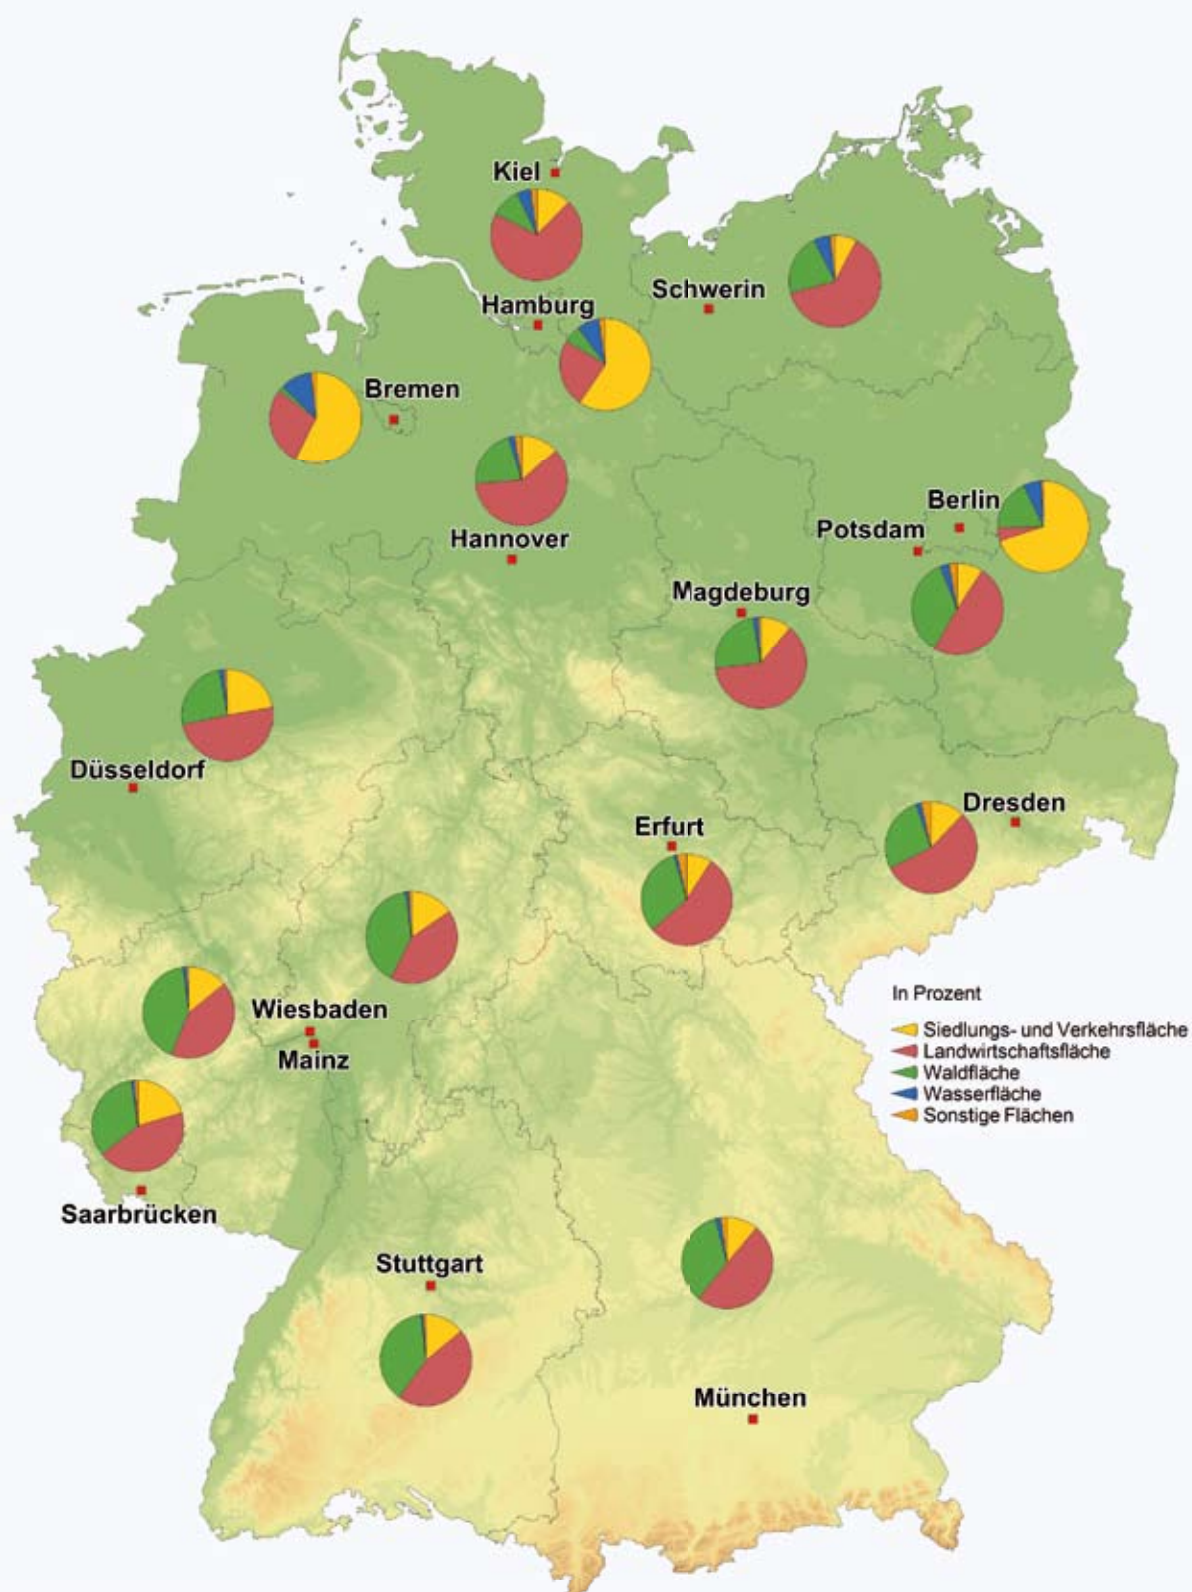 Kiel
Schwerin
Hamburg
Bremen
Berlin
Potsdam
Hannover
Magdeburg
Düsseldorf
Dresden
Erfurt
In Prozent
Wiesbaden
Siedlungs- und Verkehrsfläche
Landwirtschaftsfläche
Mainz
Waldfläche
Wasserfläche
Sonstige Flächen
Saarbrücken
Stuttgart
München